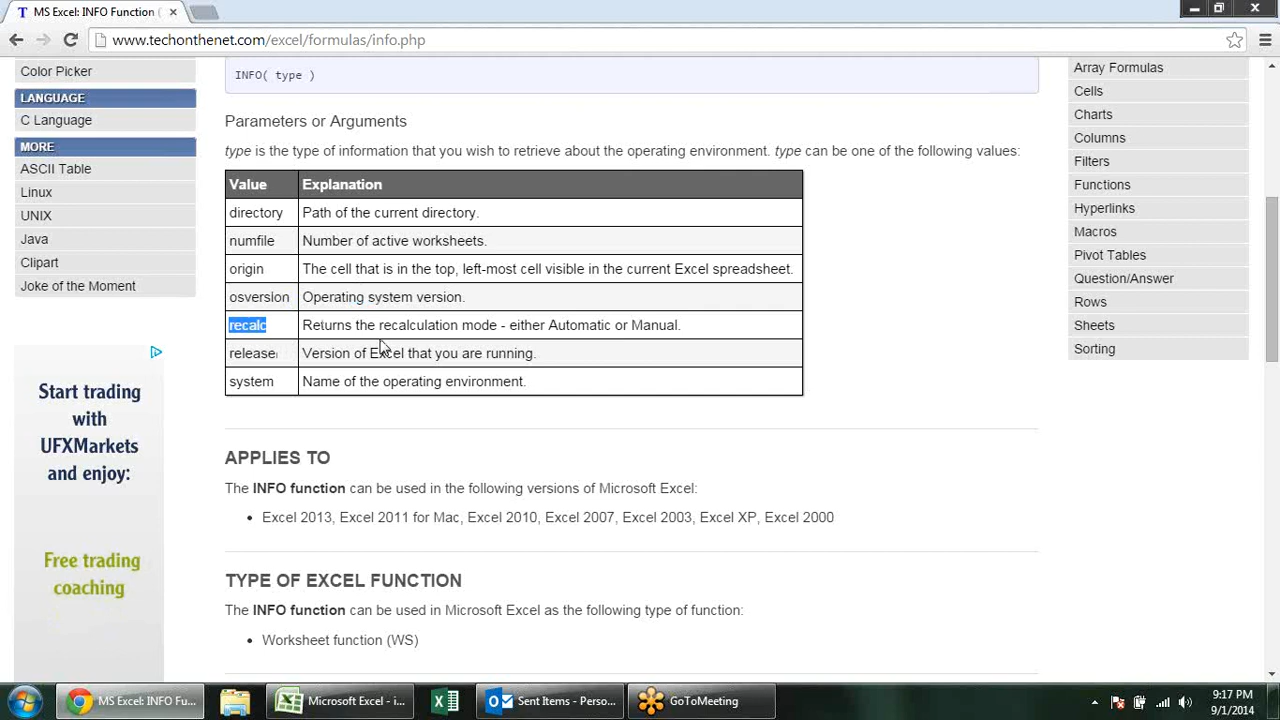 MS Excel: INFO Function (
www.techonthenet.com/excel/formulas/info.php
Color Picker
LANGUAGE
C Language
MORE
ASCII Table
Linux
UNIX
Java
Clipart
Joke of the Moment
Start trading
with
UFXMarkets
and enjoy:
Free trading
coaching
INFO( type )
Parameters or Arguments
type is the type of information that you wish to retrieve about the operating environment. type can be one of the following values:
Value Explanation
directory Path of the current directory.
numfile Number of active worksheets.
origin The cell that is in the top, left-most cell visible in the current Excel spreadsheet.
osversion Operating system version.
recalc Returns the recalculation mode - either Automatic or Manual.
release Version of Excel that you are running.
system Name of the operating environment.
APPLIES TO
The INFO function can be used in the following versions of Microsoft Excel:
• Excel 2013, Excel 2011 for Mac, Excel 2010, Excel 2007, Excel 2003, Excel XP, Excel 2000
TYPE OF EXCEL FUNCTION
The INFO function can be used in Microsoft Excel as the following type of function:
• Worksheet function (WS)
Array Formulas
Cells
Charts
Columns
Filters
Functions
Hyperlinks
Macros
Pivot Tables
Question/Answer
Rows
Sheets
Sorting
MS Excel: INFO Fu...
Microsoft Excel - i...
Sent Items - Perso...
GoToMeeting
9:17 PM
9/1/2014